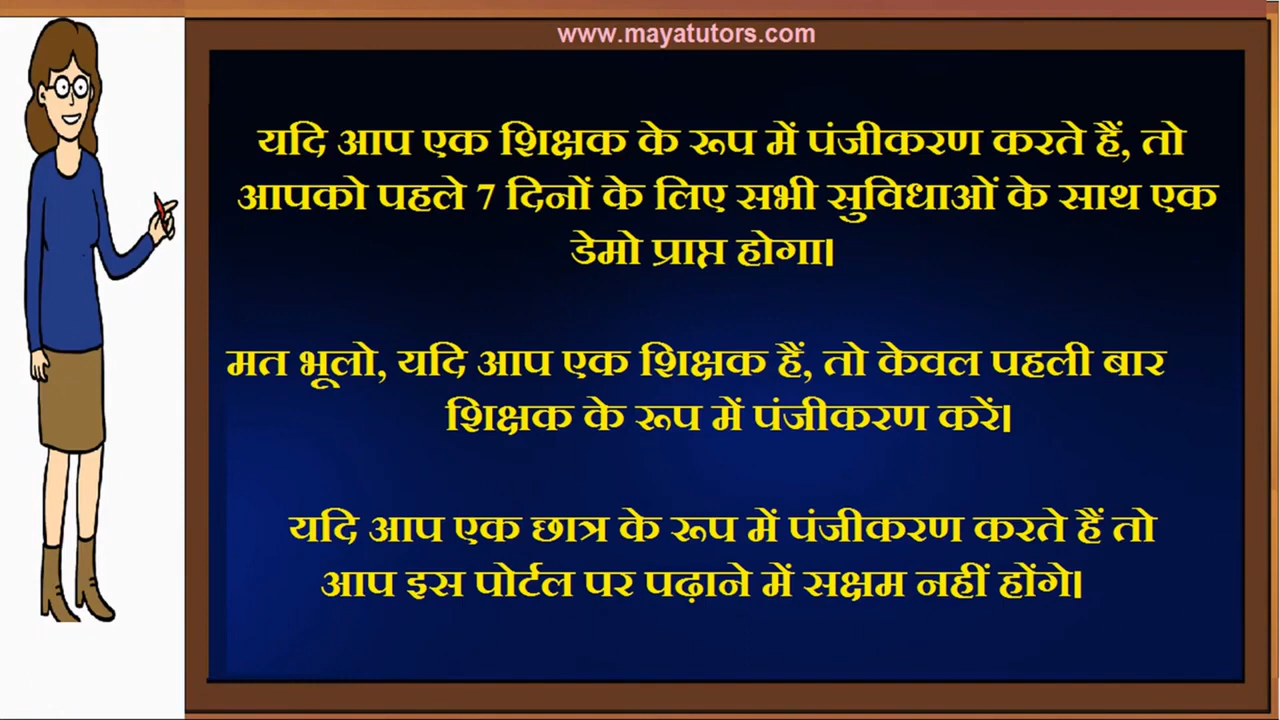 www.mayatutors.com
यदि आप एक शिक्षक के रूप में पंजीकरण करते हैं, तो
आपको पहले 7 दिनों के लिए सभी सुविधाओं के साथ एक
डेमो प्राप्त होगा।
मत भूलो, यदि आप एक शिक्षक हैं, तो केवल पहली बार
शिक्षक के रूप में पंजीकरण करें।
यदि आप एक छात्र के रूप में पंजीकरण करते हैं तो
आप इस पोर्टल पर पढ़ाने में सक्षम नहीं होंगे।